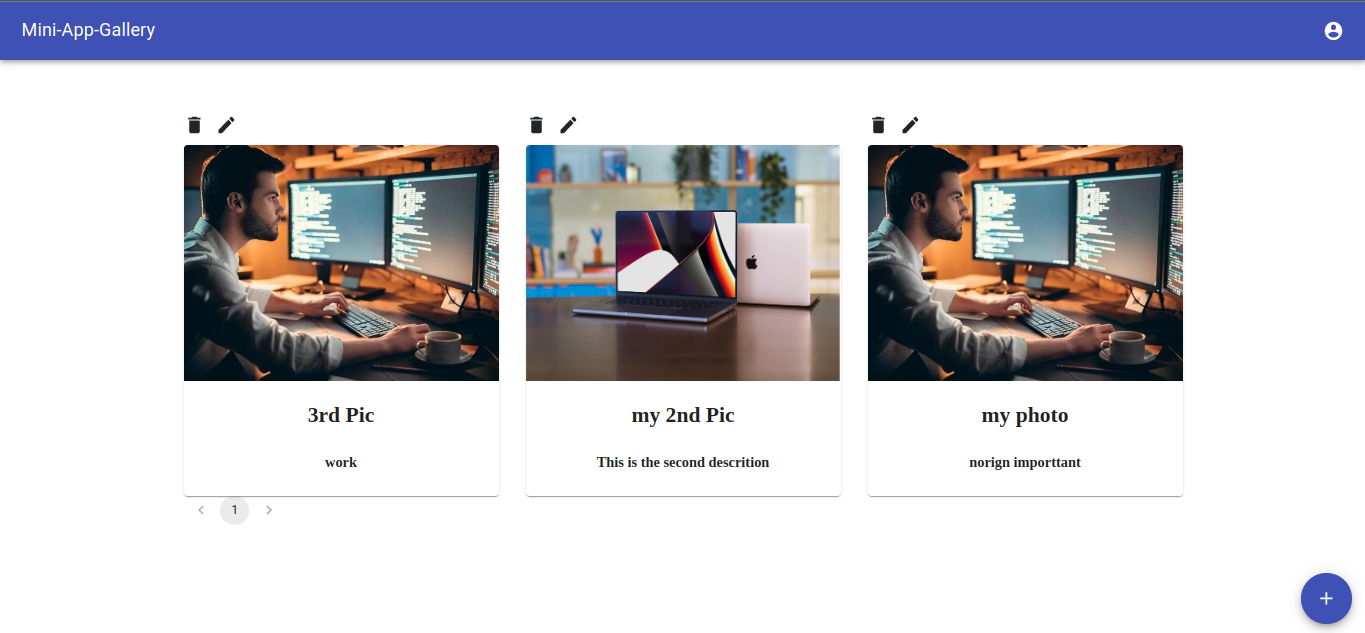 Mini-App-Gallery
3rd Pic
work
my 2nd Pic
This is the second descrition
my photo
norign importtant
1